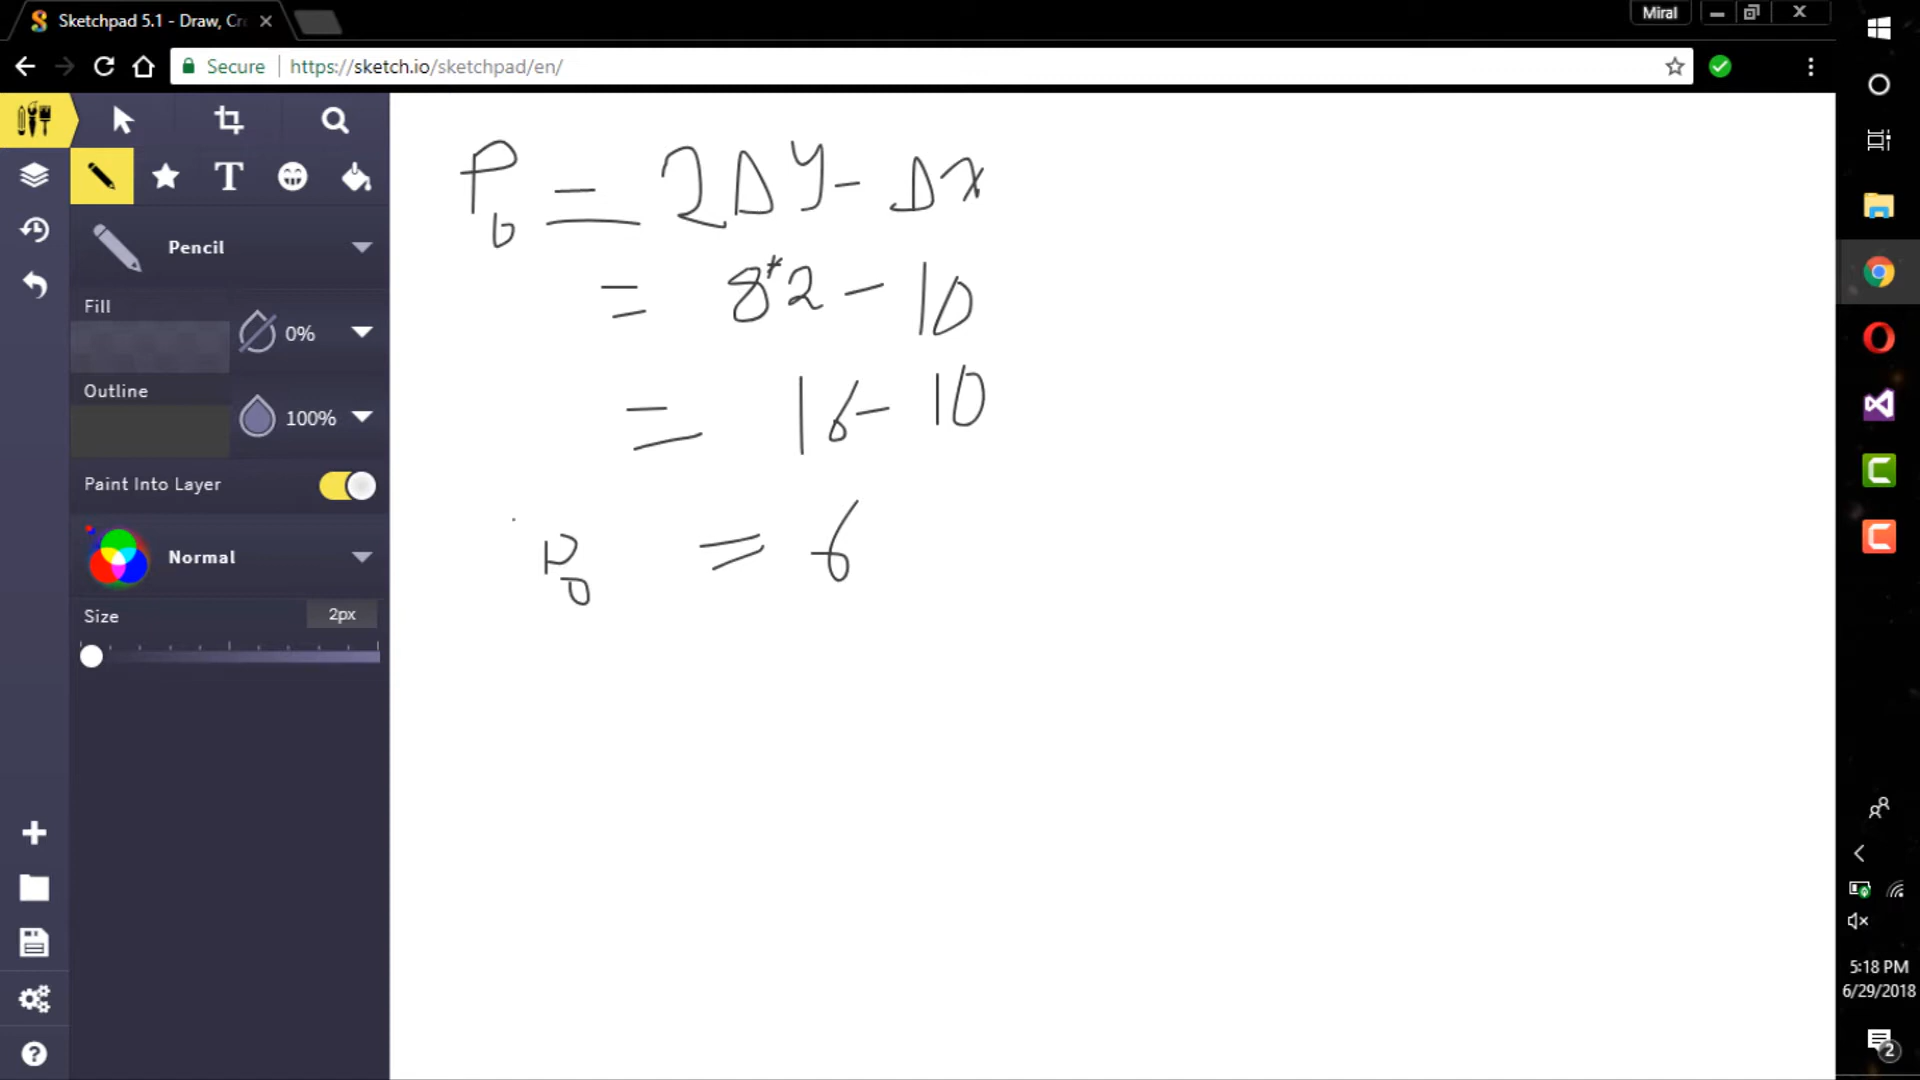 Sketchpad 5.1 - Draw, Cr
Miral
Secure https://sketch.io/sketchpad/en/
Pencil
Fill
0%
Outline
100%
Paint Into Layer
Normal
Size 2px
P0 = 2ΔY - Δx
= 8*2 - 10
= 16 - 10
P0 = 6
5:18 PM
6/29/2018
2